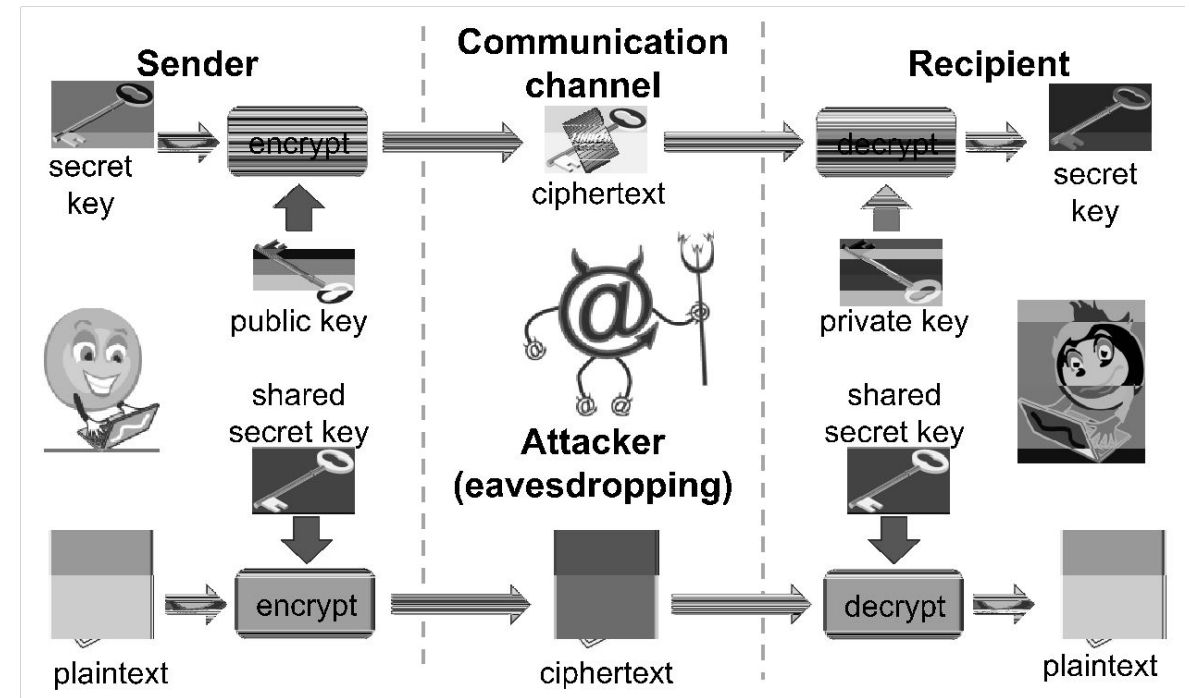 Sender
Communication
channel
Recipient
secret
key
encrypt
ciphertext
decrypt
secret
key
public key
private key
shared
secret key
Attacker
(eavesdropping)
shared
secret key
plaintext
encrypt
ciphertext
decrypt
plaintext